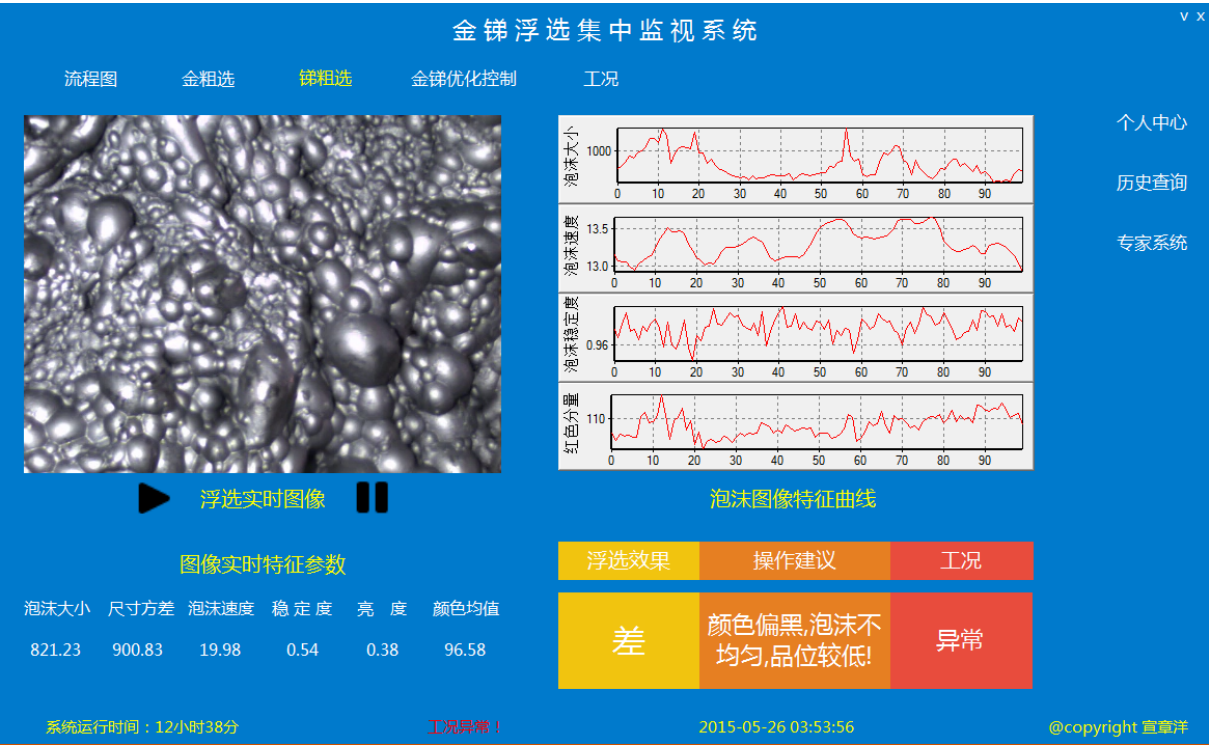 金锑浮选集中监视系统
v x
流程图 金粗选 锑粗选 金锑优化控制 工况
个人中心
历史查询
专家系统
泡沫大小
1000
0 10 20 30 40 50 60 70 80 90
泡沫速度
13.5
13.0
0 10 20 30 40 50 60 70 80 90
泡沫稳定度
0.96
0 10 20 30 40 50 60 70 80 90
红色分量
110
0 10 20 30 40 50 60 70 80 90
浮选实时图像
泡沫图像特征曲线
图像实时特征参数
泡沫大小 尺寸方差 泡沫速度 稳定度 亮 度 颜色均值
821.23 900.83 19.98 0.54 0.38 96.58
浮选效果 操作建议 工况
差
颜色偏黑,泡沫不
均匀,品位较低!
异常
系统运行时间：12小时38分
工况异常！
2015-05-26 03:53:56
@copyright 宣章洋